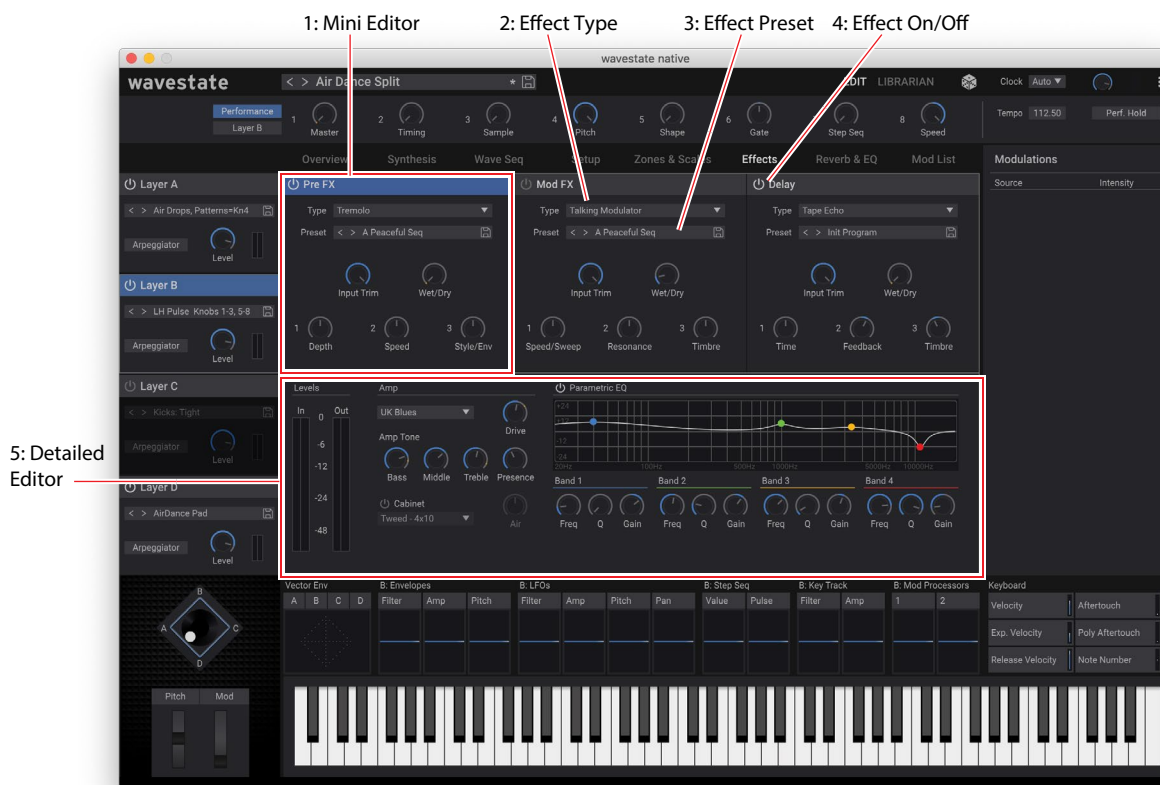 1: Mini Editor 2: Effect Type 3: Effect Preset 4: Effect On/Off
wavestate native
wavestate < > Air Dance Split * EDIT LIBRARIAN Clock Auto
Performance
Layer B
1 Master 2 Timing 3 Sample 4 Pitch 5 Shape 6 Gate Step Seq 8 Speed
Tempo 112.50 Perf. Hold
Overview Synthesis Wave Seq Setup Zones & Scales Effects Reverb & EQ Mod List
Modulations
Source Intensity
Layer A
< > Air Drops, Patterns=Kn4
Arpeggiator Level
Layer B
< > LH Pulse Knobs 1-3, 5-8
Arpeggiator Level
Layer C
< > Kicks: Tight
Arpeggiator Level
Layer D
< > AirDance Pad
Arpeggiator Level
Pre FX
Type Tremolo
Preset < > A Peaceful Seq
Input Trim Wet/Dry
1 Depth 2 Speed 3 Style/Env
Mod FX
Type Talking Modulator
Preset < > A Peaceful Seq
Input Trim Wet/Dry
1 Speed/Sweep 2 Resonance 3 Timbre
Delay
Type Tape Echo
Preset < > Init Program
Input Trim Wet/Dry
1 Time 2 Feedback 3 Timbre
5: Detailed
Editor
Levels
In Out
0
-6
-12
-24
-48
Amp
UK Blues
Drive
Amp Tone
Bass Middle Treble Presence
Cabinet
Tweed - 4x10
Air
Parametric EQ
+24
+12
-12
-24
20Hz 100Hz 500Hz 1000Hz 5000Hz 10000Hz
Band 1 Band 2 Band 3 Band 4
Freq Q Gain Freq Q Gain Freq Q Gain Freq Q Gain
Vector Env B: Envelopes B: LFOs B: Step Seq B: Key Track B: Mod Processors Keyboard
A B C D Filter Amp Pitch Filter Amp Pitch Pan Value Pulse Filter Amp 1 2
Velocity Aftertouch
Exp. Velocity Poly Aftertouch
Release Velocity Note Number
B
A C
D
Pitch Mod